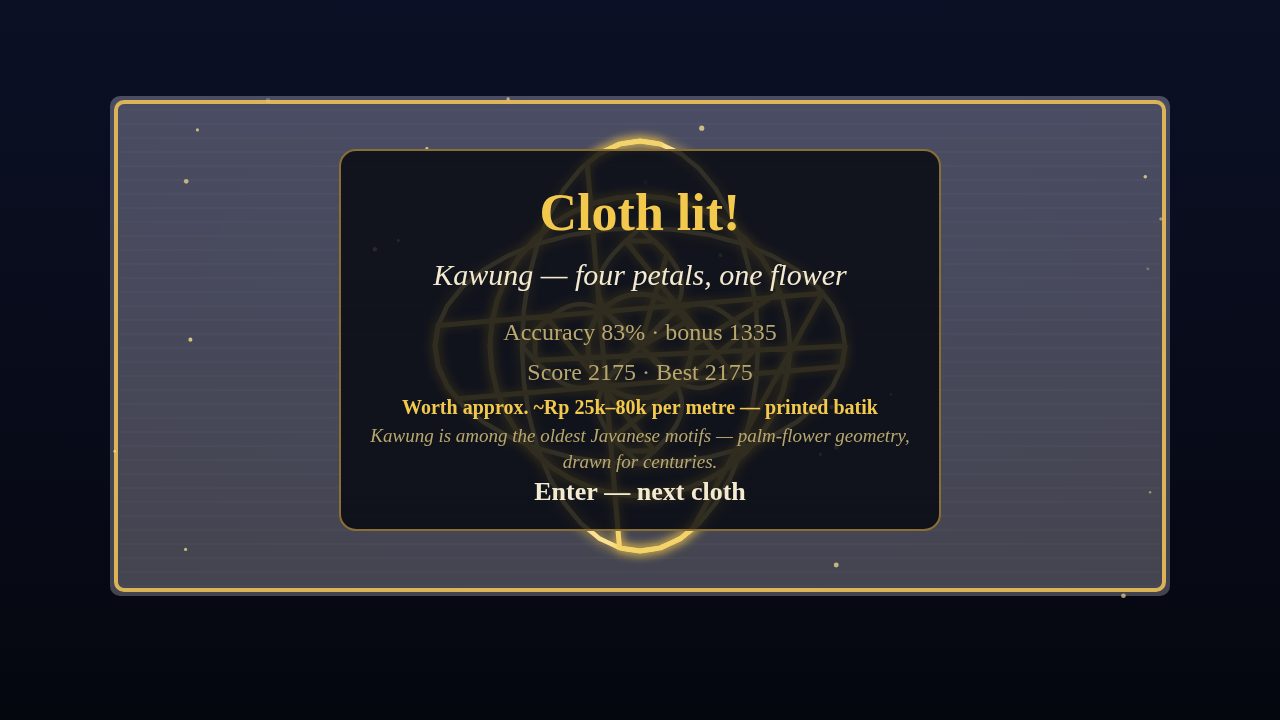 Cloth lit!
Kawung — four petals, one flower
Accuracy 83% · bonus 1335
Score 2175 · Best 2175
Worth approx. ~Rp 25k–80k per metre — printed batik
Kawung is among the oldest Javanese motifs — palm-flower geometry,
drawn for centuries.
Enter — next cloth